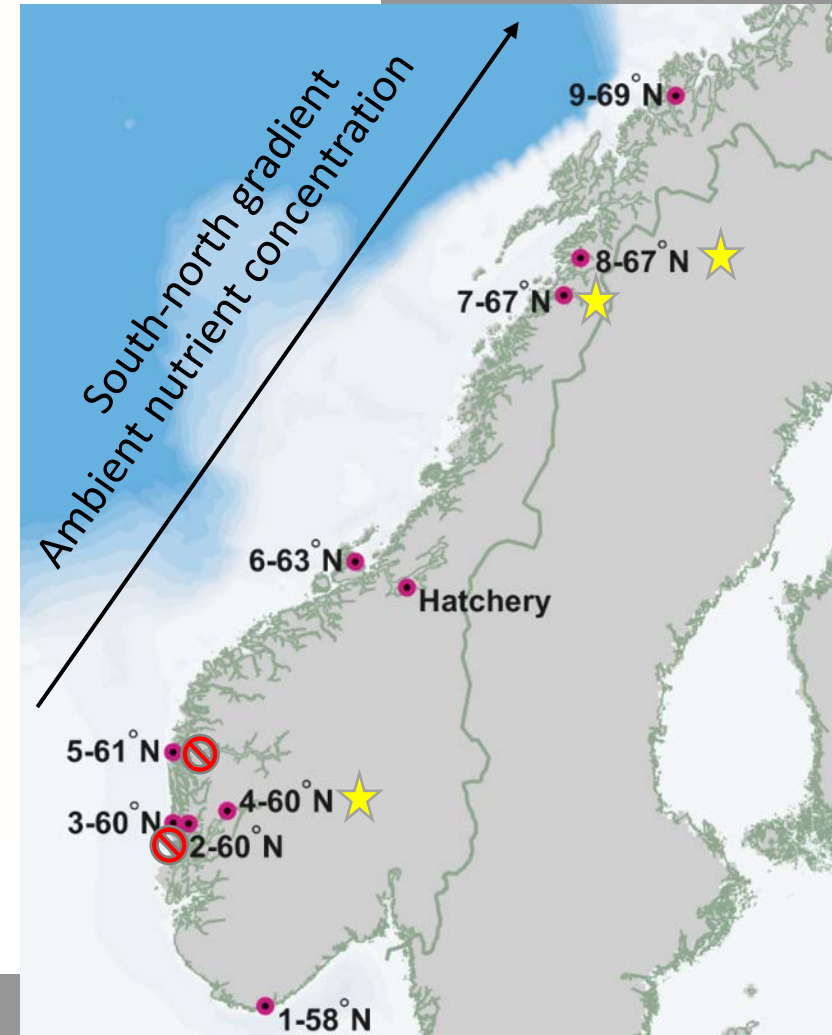 South-north gradient
Ambient nutrient concentration
9-69°N
8-67°N
7-67°N
6-63°N
Hatchery
5-61°N
4-60°N
3-60°N
2-60°N
1-58°N